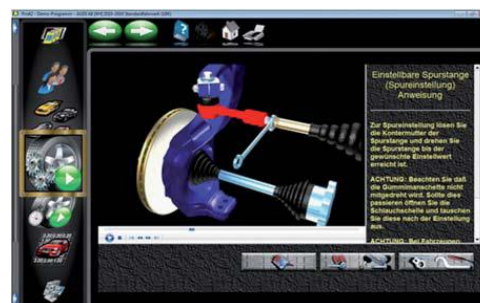 Einstellbare Spurstange
(Spureinstellung)
Anweisung
Zur Spureinstellung lösen Sie
die Kontermutter der
Spurstange und drehen Sie
die Spurstange bis der
gewünschte Einstellwert
erreicht ist.
ACHTUNG: Beachten Sie daß
die Gummimanschette nicht
mitgedreht wird. Sollte dies
passieren öffnen Sie die
Schlauchschelle und tauschen
Sie diese nach der Einstellung
aus.
ACHTUNG: Bei Fahrzeugen